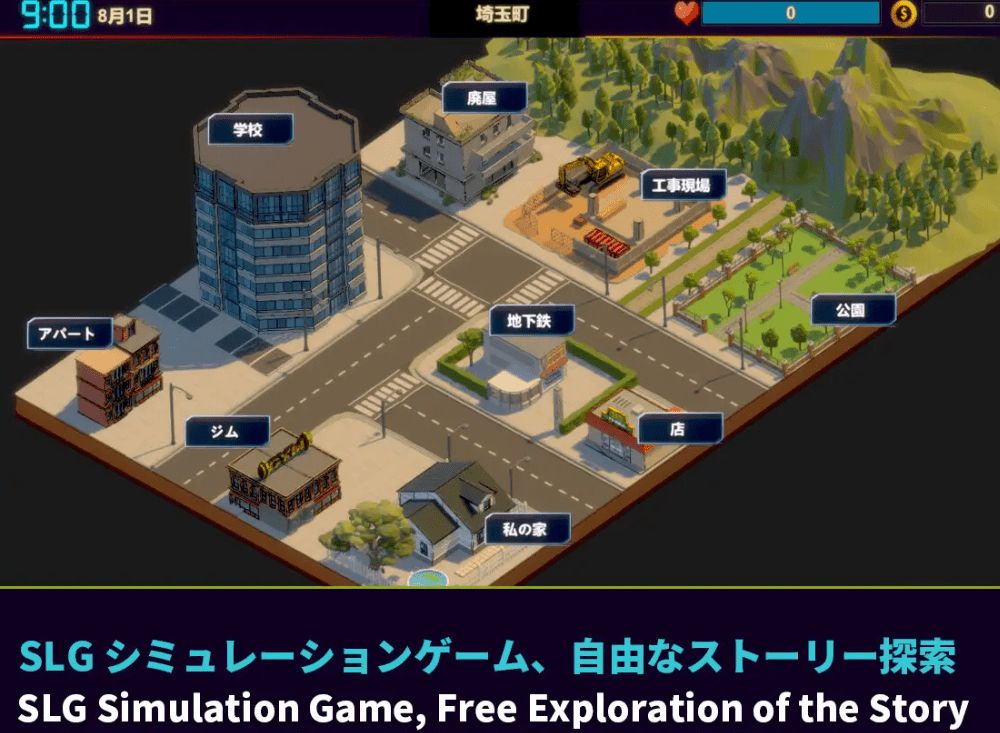 9:00 8月1日 埼玉町 0 0
廃屋
学校
工事現場
公園
地下鉄
アパート
店
ジム
GYM
私の家
SLG シミュレーションゲーム、自由なストーリー探索
SLG Simulation Game, Free Exploration of the Story